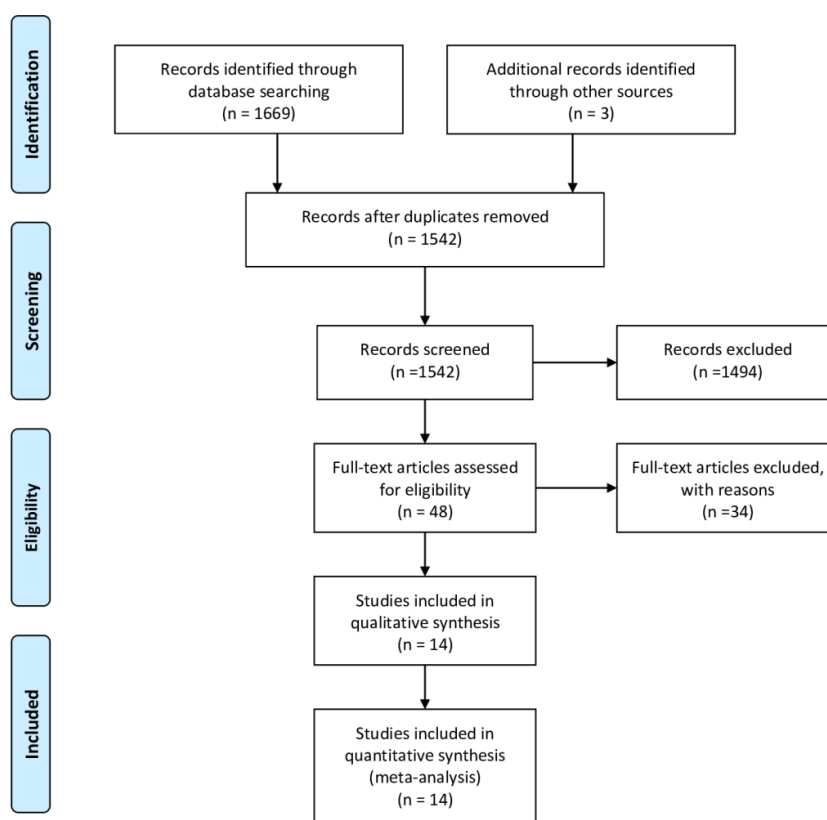 Identification
Records identified through
database searching
(n = 1669)
Additional records identified
through other sources
(n = 3)
Records after duplicates removed
(n = 1542)
Screening
Records screened
(n =1542)
Records excluded
(n =1494)
Eligibility
Full-text articles assessed
for eligibility
(n = 48)
Full-text articles excluded,
with reasons
(n =34)
Studies included in
qualitative synthesis
(n = 14)
Included
Studies included in
quantitative synthesis
(meta-analysis)
(n = 14)